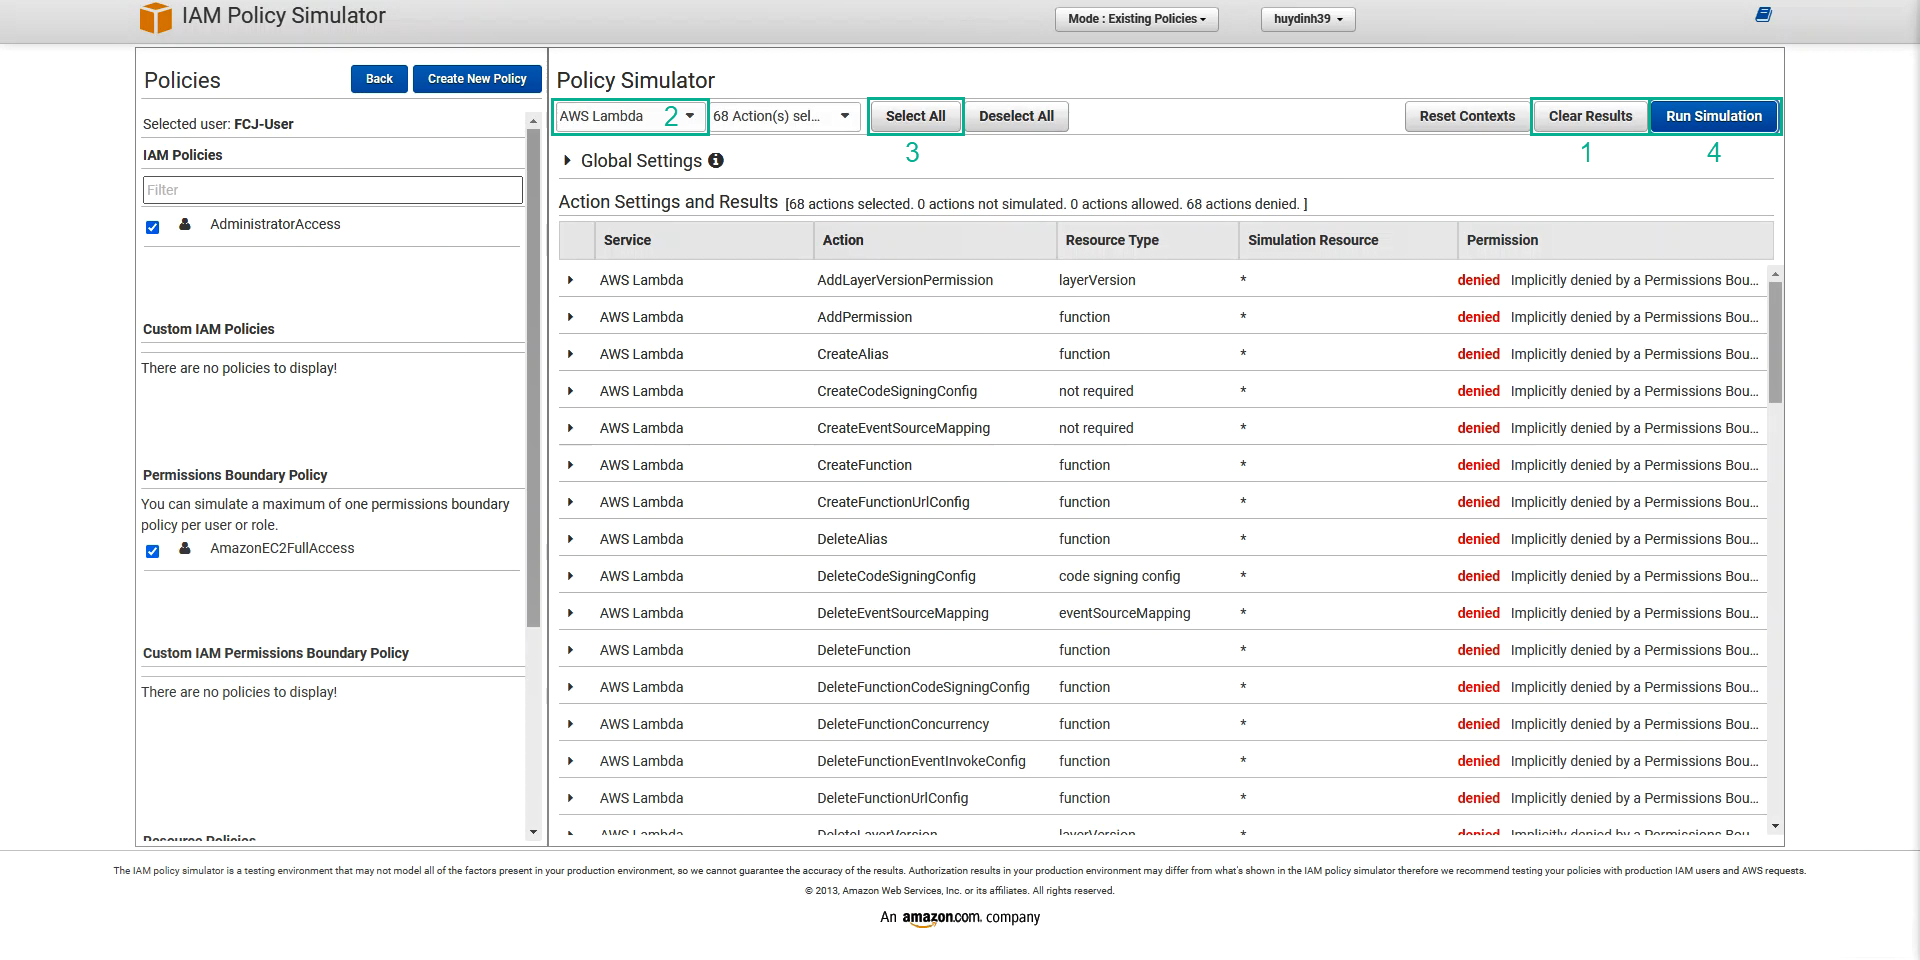 IAM Policy Simulator
Mode : Existing Policies
huydinh39
Policies
Back
Create New Policy
Selected user: FCJ-User
IAM Policies
Filter
AdministratorAccess
Custom IAM Policies
There are no policies to display!
Permissions Boundary Policy
You can simulate a maximum of one permissions boundary
policy per user or role.
AmazonEC2FullAccess
Custom IAM Permissions Boundary Policy
There are no policies to display!
Resource Policies
Policy Simulator
AWS Lambda 2
68 Action(s) sel...
Select All
Deselect All
Reset Contexts
Clear Results
Run Simulation
3
1
4
Global Settings
Action Settings and Results [68 actions selected. 0 actions not simulated. 0 actions allowed. 68 actions denied. ]
Service Action Resource Type Simulation Resource Permission
AWS Lambda AddLayerVersionPermission layerVersion * denied Implicitly denied by a Permissions Bou...
AWS Lambda AddPermission function * denied Implicitly denied by a Permissions Bou...
AWS Lambda CreateAlias function * denied Implicitly denied by a Permissions Bou...
AWS Lambda CreateCodeSigningConfig not required * denied Implicitly denied by a Permissions Bou...
AWS Lambda CreateEventSourceMapping not required * denied Implicitly denied by a Permissions Bou...
AWS Lambda CreateFunction function * denied Implicitly denied by a Permissions Bou...
AWS Lambda CreateFunctionUrlConfig function * denied Implicitly denied by a Permissions Bou...
AWS Lambda DeleteAlias function * denied Implicitly denied by a Permissions Bou...
AWS Lambda DeleteCodeSigningConfig code signing config * denied Implicitly denied by a Permissions Bou...
AWS Lambda DeleteEventSourceMapping eventSourceMapping * denied Implicitly denied by a Permissions Bou...
AWS Lambda DeleteFunction function * denied Implicitly denied by a Permissions Bou...
AWS Lambda DeleteFunctionCodeSigningConfig function * denied Implicitly denied by a Permissions Bou...
AWS Lambda DeleteFunctionConcurrency function * denied Implicitly denied by a Permissions Bou...
AWS Lambda DeleteFunctionEventInvokeConfig function * denied Implicitly denied by a Permissions Bou...
AWS Lambda DeleteFunctionUrlConfig function * denied Implicitly denied by a Permissions Bou...
AWS Lambda DeleteLayerVersion layerVersion * denied Implicitly denied by a Permissions Bou...
The IAM policy simulator is a testing environment that may not model all of the factors present in your production environment, so we cannot guarantee the accuracy of the results. Authorization results in your production environment may differ from what's shown in the IAM policy simulator therefore we recommend testing your policies with production IAM users and AWS requests.
© 2013, Amazon Web Services, Inc. or its affiliates. All rights reserved.
An amazon.com. company